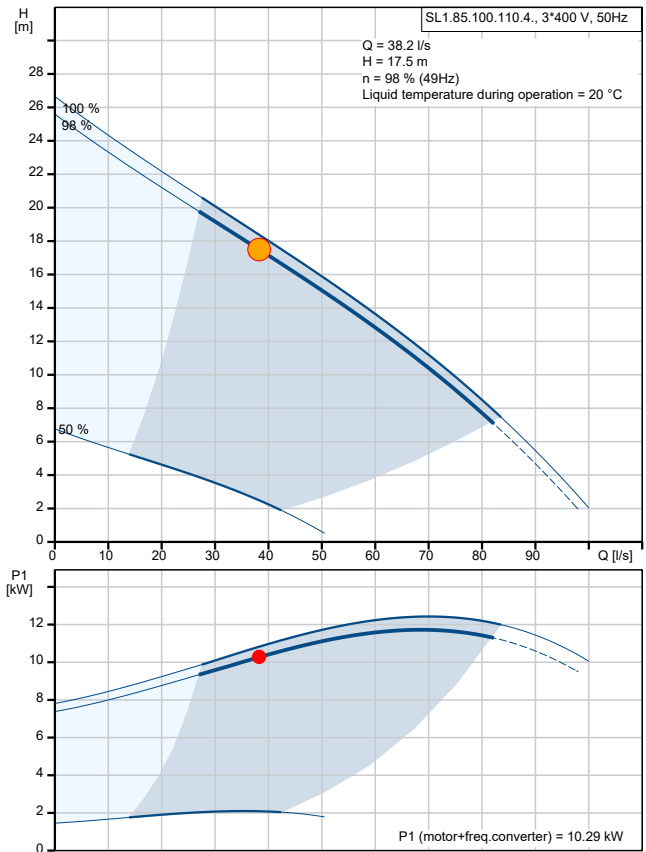 H
[m]
SL1.85.100.110.4., 3*400 V, 50Hz
Q = 38.2 l/s
H = 17.5 m
n = 98 % (49Hz)
Liquid temperature during operation = 20 °C
28
26
24
22
20
18
16
14
12
10
8
6
4
2
0
100 %
98 %
50 %
0 10 20 30 40 50 60 70 80 90 Q [l/s]
P1
[kW]
12
10
8
6
4
2
0
P1 (motor+freq.converter) = 10.29 kW